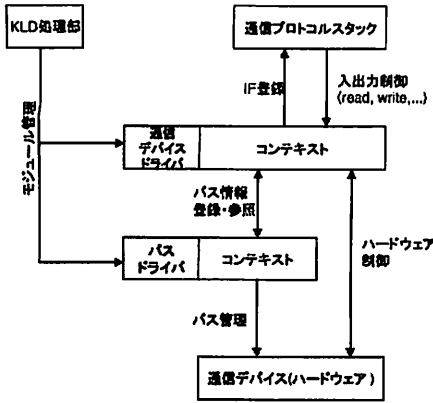 KLD処理部
通信プロトコルスタック
IF登録
入出力制御
(read, write,...)
モジュール管理
通信
デバイス
ドライバ
コンテキスト
バス情報
登録・参照
バス
ドライバ
コンテキスト
ハードウェア
制御
バス管理
通信デバイス(ハードウェア)